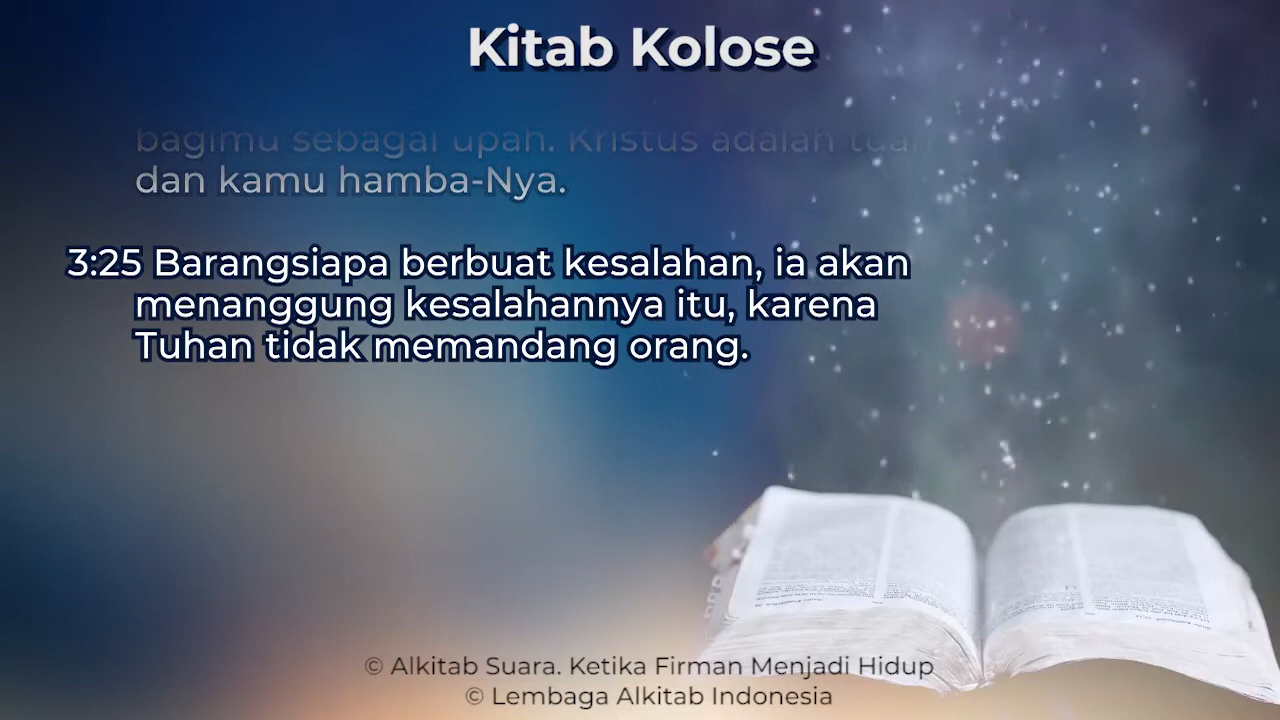 Kitab Kolose
bagimu sebagai upah. Kristus adalah tuan
dan kamu hamba-Nya.
3:25 Barangsiapa berbuat kesalahan, ia akan
menanggung kesalahannya itu, karena
Tuhan tidak memandang orang.
© Alkitab Suara. Ketika Firman Menjadi Hidup
© Lembaga Alkitab Indonesia